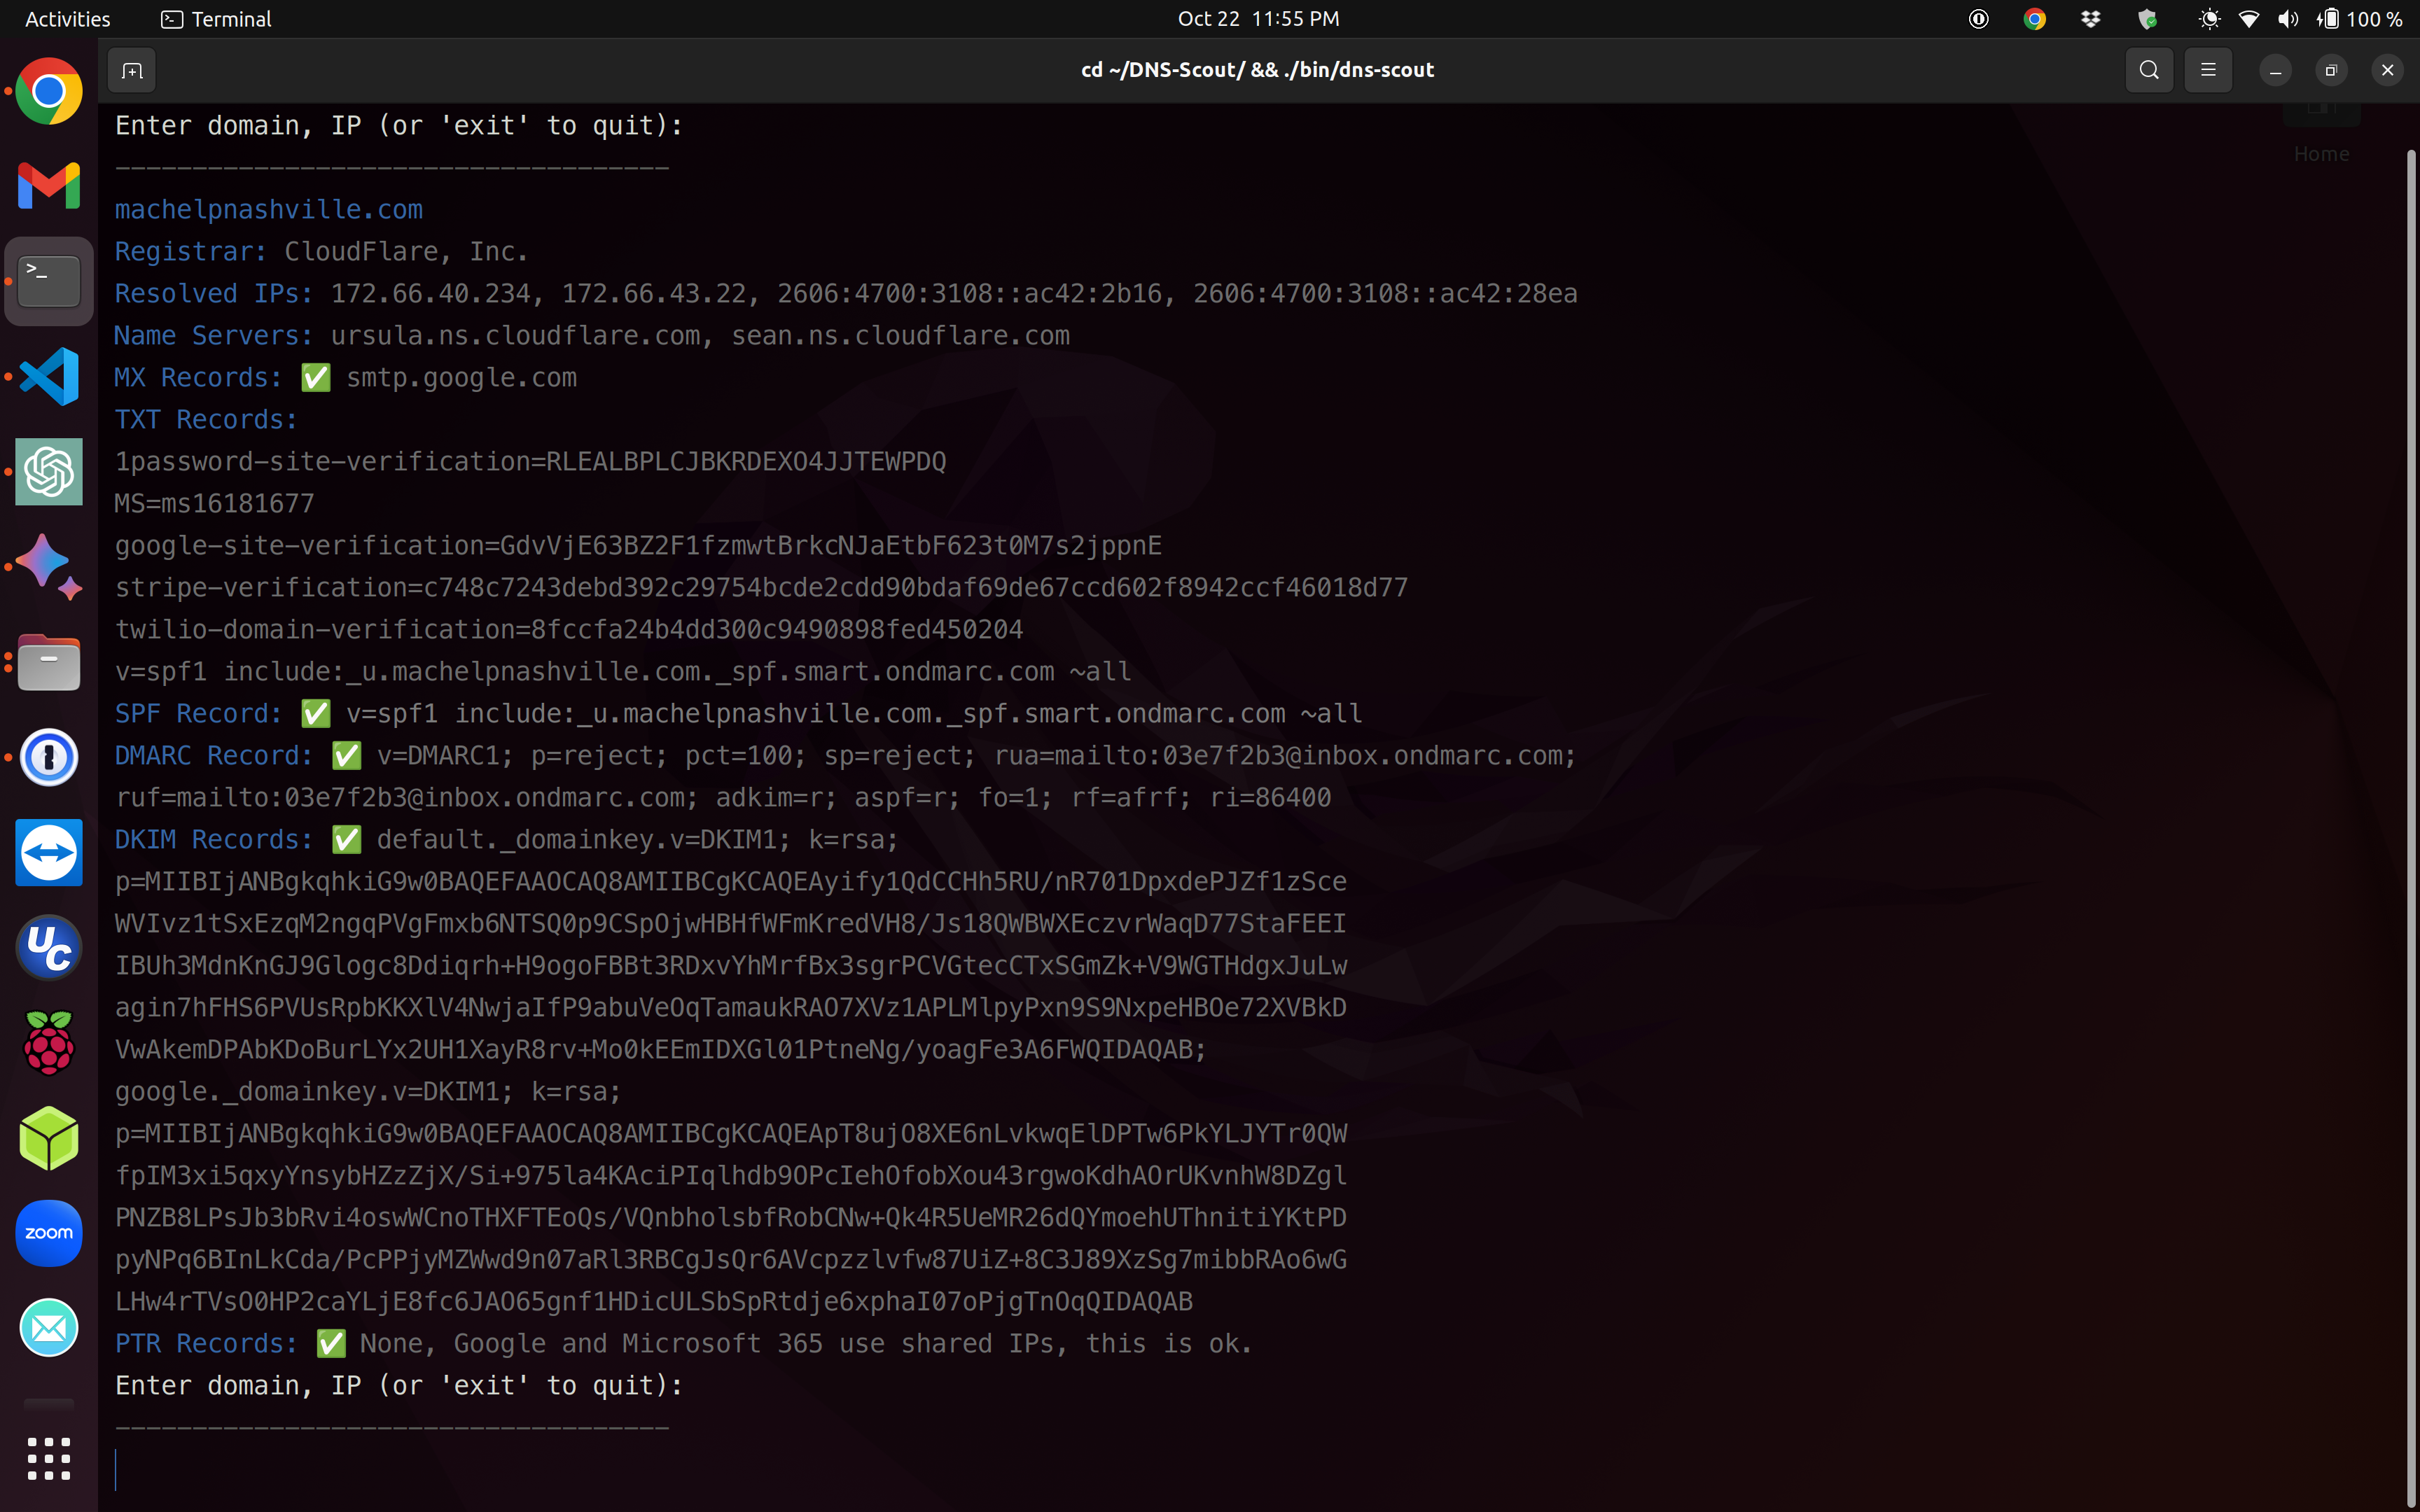 Activities Terminal Oct 22 11:55 PM 100 %
cd ~/DNS-Scout/ && ./bin/dns-scout
Home
Enter domain, IP (or 'exit' to quit):
------------------------------------
machelpnashville.com
Registrar: CloudFlare, Inc.
Resolved IPs: 172.66.40.234, 172.66.43.22, 2606:4700:3108::ac42:2b16, 2606:4700:3108::ac42:28ea
Name Servers: ursula.ns.cloudflare.com, sean.ns.cloudflare.com
MX Records: ✅ smtp.google.com
TXT Records:
1password-site-verification=RLEALBPLCJBKRDEXO4JJTEWPDQ
MS=ms16181677
google-site-verification=GdvVjE63BZ2F1fzmwtBrkcNJaEtbF623t0M7s2jppnE
stripe-verification=c748c7243debd392c29754bcde2cdd90bdaf69de67ccd602f8942ccf46018d77
twilio-domain-verification=8fccfa24b4dd300c9490898fed450204
v=spf1 include:_u.machelpnashville.com._spf.smart.ondmarc.com ~all
SPF Record: ✅ v=spf1 include:_u.machelpnashville.com._spf.smart.ondmarc.com ~all
DMARC Record: ✅ v=DMARC1; p=reject; pct=100; sp=reject; rua=mailto:03e7f2b3@inbox.ondmarc.com;
ruf=mailto:03e7f2b3@inbox.ondmarc.com; adkim=r; aspf=r; fo=1; rf=afrf; ri=86400
DKIM Records: ✅ default._domainkey.v=DKIM1; k=rsa;
p=MIIBIjANBgkqhkiG9w0BAQEFAAOCAQ8AMIIBCgKCAQEAyify1QdCCHh5RU/nR701DpxdePJZf1zSce
WVIvz1tSxEzqM2ngqPVgFmxb6NTSQ0p9CSpOjwHBHfWFmKredVH8/Js18QWBWXEczvrWaqD77StaFEEI
IBUh3MdnKnGJ9Glogc8Ddiqrh+H9ogoFBBt3RDxvYhMrfBx3sgrPCVGtecCTxSGmZk+V9WGTHdgxJuLw
agin7hFHS6PVUsRpbKKXlV4NwjaIfP9abuVeOqTamaukRAO7XVz1APLMlpyPxn9S9NxpeHBOe72XVBkD
VwAkemDPAbKDoBurLYx2UH1XayR8rv+Mo0kEEmIDXGl01PtneNg/yoagFe3A6FWQIDAQAB;
google._domainkey.v=DKIM1; k=rsa;
p=MIIBIjANBgkqhkiG9w0BAQEFAAOCAQ8AMIIBCgKCAQEApT8ujO8XE6nLvkwqElDPTw6PkYLJYTr0QW
fpIM3xi5qxyYnsybHZzZjX/Si+975la4KAciPIqlhdb9OPcIehOfobXou43rgwoKdhAOrUKvnhW8DZgl
PNZB8LPsJb3bRvi4oswWCnoTHXFTEoQs/VQnbholsbfRobCNw+Qk4R5UeMR26dQYmoehUThnitiYKtPD
pyNPq6BInLkCda/PcPPjyMZWwd9n07aRl3RBCgJsQr6AVcpzzlvfw87UiZ+8C3J89XzSg7mibbRAo6wG
LHw4rTVsO0HP2caYLjE8fc6JAO65gnf1HDicULSbSpRtdje6xphaI07oPjgTnOqQIDAQAB
PTR Records: ✅ None, Google and Microsoft 365 use shared IPs, this is ok.
Enter domain, IP (or 'exit' to quit):
------------------------------------
UC
zoom